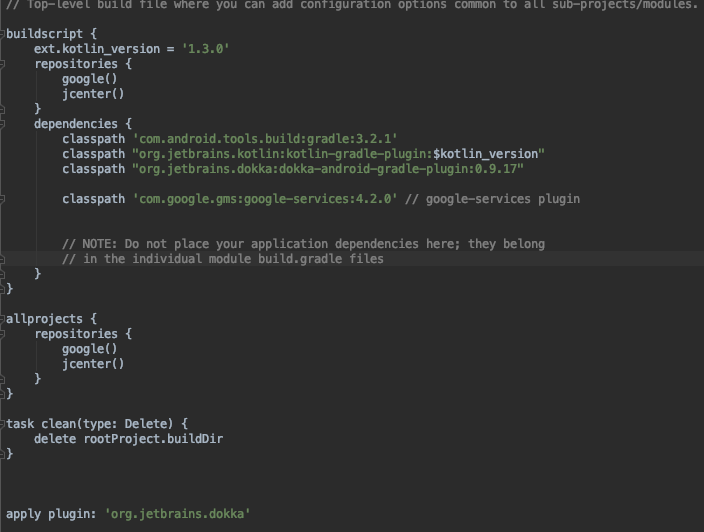 // Top-level build file where you can add configuration options common to all sub-projects/modules.
buildscript {
    ext.kotlin_version = '1.3.0'
    repositories {
        google()
        jcenter()
    }
    dependencies {
        classpath 'com.android.tools.build:gradle:3.2.1'
        classpath "org.jetbrains.kotlin:kotlin-gradle-plugin:$kotlin_version"
        classpath "org.jetbrains.dokka:dokka-android-gradle-plugin:0.9.17"
        classpath 'com.google.gms:google-services:4.2.0' // google-services plugin
        // NOTE: Do not place your application dependencies here; they belong
        // in the individual module build.gradle files
    }
}
allprojects {
    repositories {
        google()
        jcenter()
    }
}
task clean(type: Delete) {
    delete rootProject.buildDir
}
apply plugin: 'org.jetbrains.dokka'